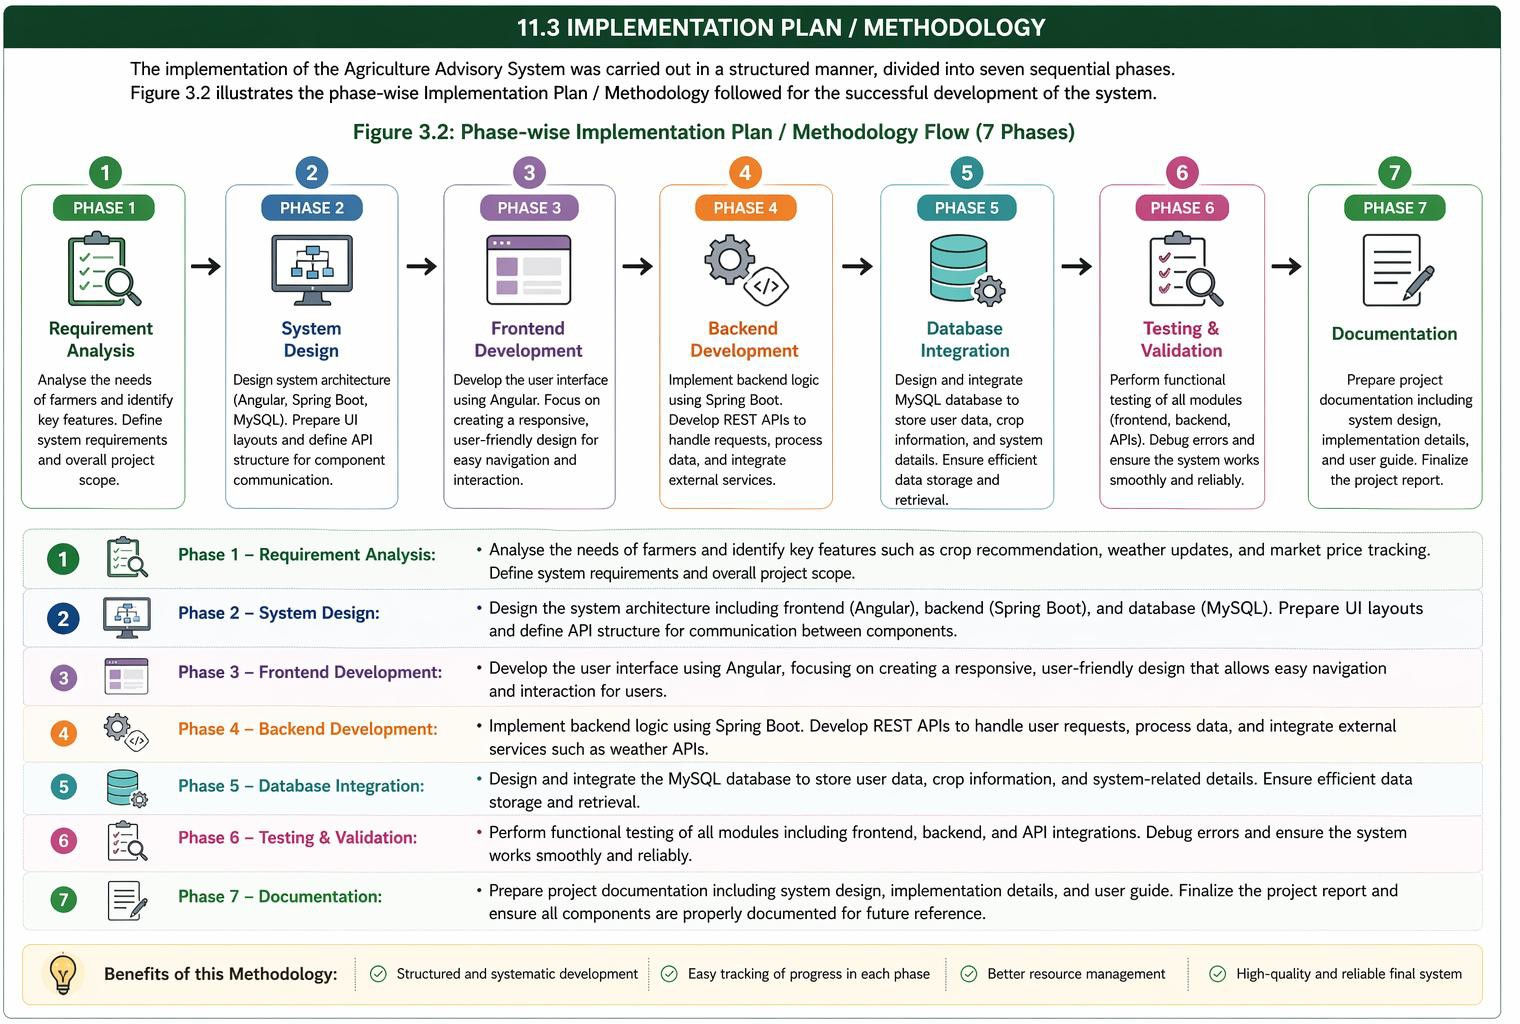 11.3 IMPLEMENTATION PLAN / METHODOLOGY
The implementation of the Agriculture Advisory System was carried out in a structured manner, divided into seven sequential phases.
Figure 3.2 illustrates the phase-wise Implementation Plan / Methodology followed for the successful development of the system.
Figure 3.2: Phase-wise Implementation Plan / Methodology Flow (7 Phases)
1
PHASE 1
Requirement
Analysis
Analyse the needs
of farmers and identify
key features. Define
system requirements
and overall project
scope.
2
PHASE 2
System
Design
Design system architecture
(Angular, Spring Boot,
MySQL). Prepare UI
layouts and define API
structure for component
communication.
3
PHASE 3
Frontend
Development
Develop the user interface
using Angular. Focus on
creating a responsive,
user-friendly design for
easy navigation and
interaction.
4
PHASE 4
</>
Backend
Development
Implement backend logic
using Spring Boot.
Develop REST APIs to
handle requests, process
data, and integrate
external services.
5
PHASE 5
Database
Integration
Design and integrate
MySQL database to
store user data, crop
information, and system
datails. Ensure efficient
data storage and
retrieval.
6
PHASE 6
Testing &
Validation
Perform functional
testing of all modules
(frontend, backend,
APIs). Debug errors and
ensure the system works
smoothly and reliably.
7
PHASE 7
Documentation
Prepare project
documentation including
system design,
implementation details,
and user guide. Finalize
the project report.
1
Phase 1 – Requirement Analysis:
• Analyse the needs of farmers and identify key features such as crop recommendation, weather updates, and market price tracking.
Define system requirements and overall project scope.
2
Phase 2 – System Design:
• Design the system architecture including frontend (Angular), backend (Spring Boot), and database (MySQL). Prepare UI layouts
and define API structure for communication between components.
3
Phase 3 – Frontend Development:
• Develop the user interface using Angular, focusing on creating a responsive, user-friendly design that allows easy navigation
and interaction for users.
4
</>
Phase 4 – Backend Development:
• Implement backend logic using Spring Boot. Develop REST APIs to handle user requests, process data, and integrate external
services such as weather APIs.
5
Phase 5 – Database Integration:
• Design and integrate the MySQL database to store user data, crop information, and system-related details. Ensure efficient data
storage and retrieval.
6
Phase 6 – Testing & Validation:
• Perform functional testing of all modules including frontend, backend, and API integrations. Debug errors and ensure the system
works smoothly and reliably.
7
Phase 7 – Documentation:
• Prepare project documentation including system design, implementation details, and user guide. Finalize the project report and
ensure all components are properly documented for future reference.
Benefits of this Methodology:
Structured and systematic development
Easy tracking of progress in each phase
Better resource management
High-quality and reliable final system